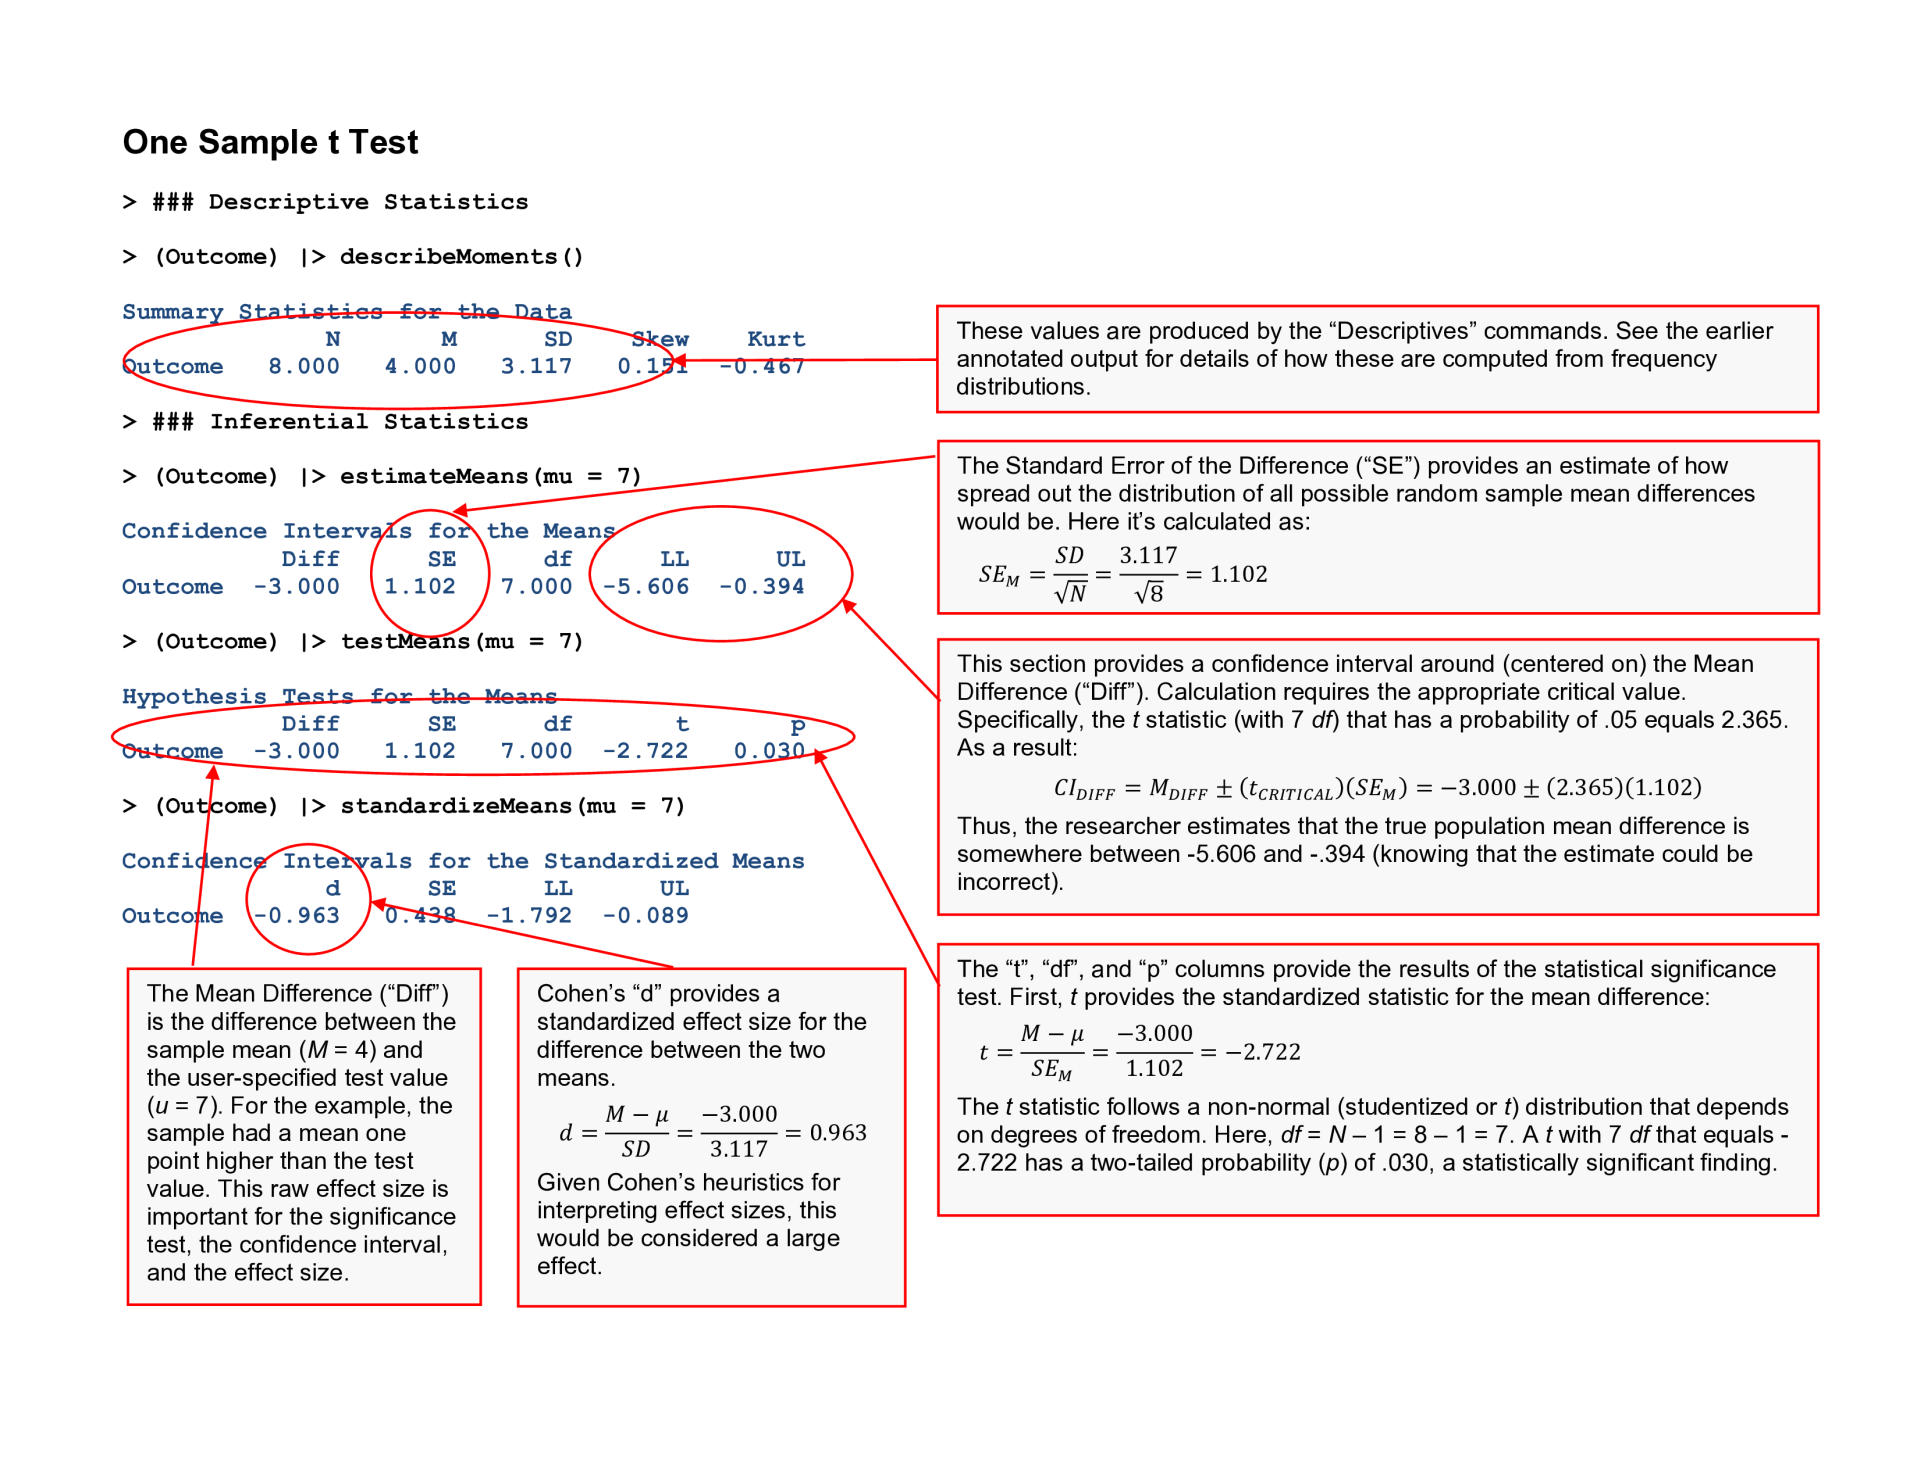 One Sample t Test
> ### Descriptive Statistics
> (Outcome) |> describeMoments()
Summary Statistics for the Data
N M SD Skew Kurt
Outcome 8.000 4.000 3.117 0.151 -0.467
> ### Inferential Statistics
> (Outcome) |> estimateMeans(mu = 7)
Confidence Intervals for the Means
Diff SE df LL UL
Outcome -3.000 1.102 7.000 -5.606 -0.394
> (Outcome) |> testMeans(mu = 7)
Hypothesis Tests for the Means
Diff SE df t p
Outcome -3.000 1.102 7.000 -2.722 0.030
> (Outcome) |> standardizeMeans(mu = 7)
Confidence Intervals for the Standardized Means
d SE LL UL
Outcome -0.963 0.438 -1.792 -0.089
These values are produced by the “Descriptives” commands. See the earlier
annotated output for details of how these are computed from frequency
distributions.
The Standard Error of the Difference (“SE”) provides an estimate of how
spread out the distribution of all possible random sample mean differences
would be. Here it’s calculated as:
SE_M = SD / √N = 3.117 / √8 = 1.102
This section provides a confidence interval around (centered on) the Mean
Difference (“Diff”). Calculation requires the appropriate critical value.
Specifically, the t statistic (with 7 df) that has a probability of .05 equals 2.365.
As a result:
CI_DIFF = M_DIFF ± (t_CRITICAL)(SE_M) = −3.000 ± (2.365)(1.102)
Thus, the researcher estimates that the true population mean difference is
somewhere between -5.606 and -.394 (knowing that the estimate could be
incorrect).
The “t”, “df”, and “p” columns provide the results of the statistical significance
test. First, t provides the standardized statistic for the mean difference:
t = M − μ / SE_M = −3.000 / 1.102 = −2.722
The t statistic follows a non-normal (studentized or t) distribution that depends
on degrees of freedom. Here, df = N – 1 = 8 – 1 = 7. A t with 7 df that equals -
2.722 has a two-tailed probability (p) of .030, a statistically significant finding.
The Mean Difference (“Diff”)
is the difference between the
sample mean (M = 4) and
the user-specified test value
(u = 7). For the example, the
sample had a mean one
point higher than the test
value. This raw effect size is
important for the significance
test, the confidence interval,
and the effect size.
Cohen’s “d” provides a
standardized effect size for the
difference between the two
means.
d = M − μ / SD = −3.000 / 3.117 = 0.963
Given Cohen’s heuristics for
interpreting effect sizes, this
would be considered a large
effect.